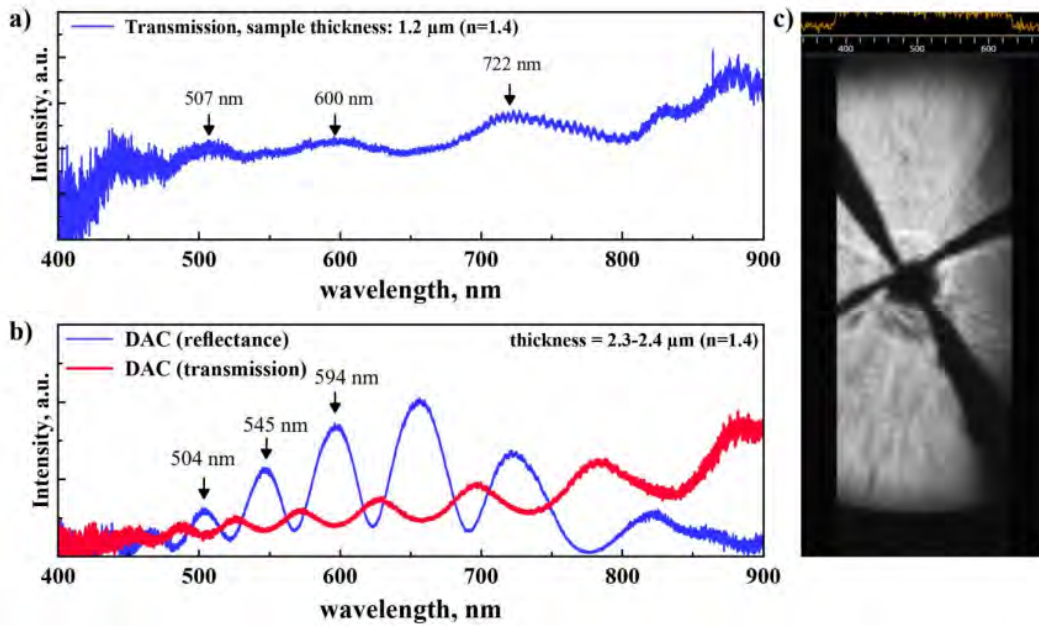 a)
Transmission, sample thickness: 1.2 µm (n=1.4)
507 nm
600 nm
722 nm
Intensity, a.u.
400 500 600 700 800 900
wavelength, nm
b)
DAC (reflectance)
DAC (transmission)
thickness = 2.3-2.4 µm (n=1.4)
504 nm
545 nm
594 nm
Intensity, a.u.
400 500 600 700 800 900
wavelength, nm
c)
400 500 600